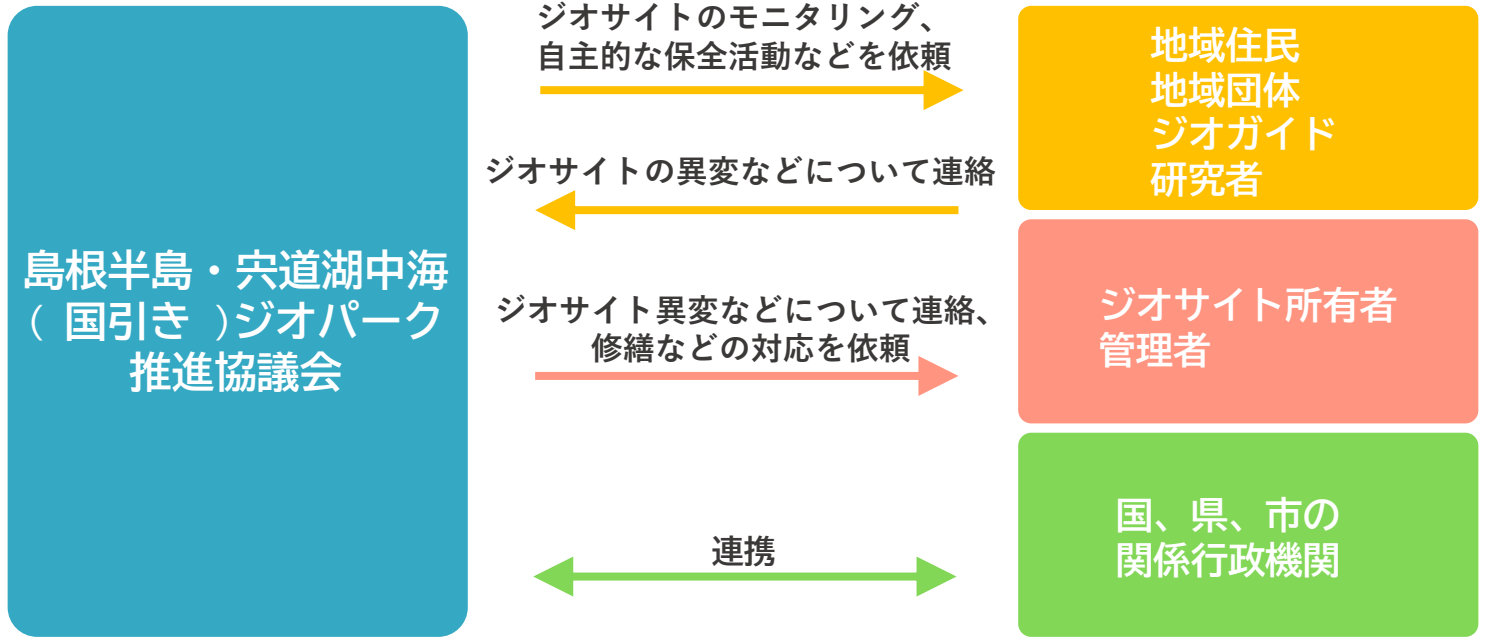 島根半島・宍道湖中海
( 国引き )ジオパーク
推進協議会
ジオサイトのモニタリング、
自主的な保全活動などを依頼
ジオサイトの異変などについて連絡
ジオサイト異変などについて連絡、
修繕などの対応を依頼
連携
地域住民
地域団体
ジオガイド
研究者
ジオサイト所有者
管理者
国、県、市の
関係行政機関